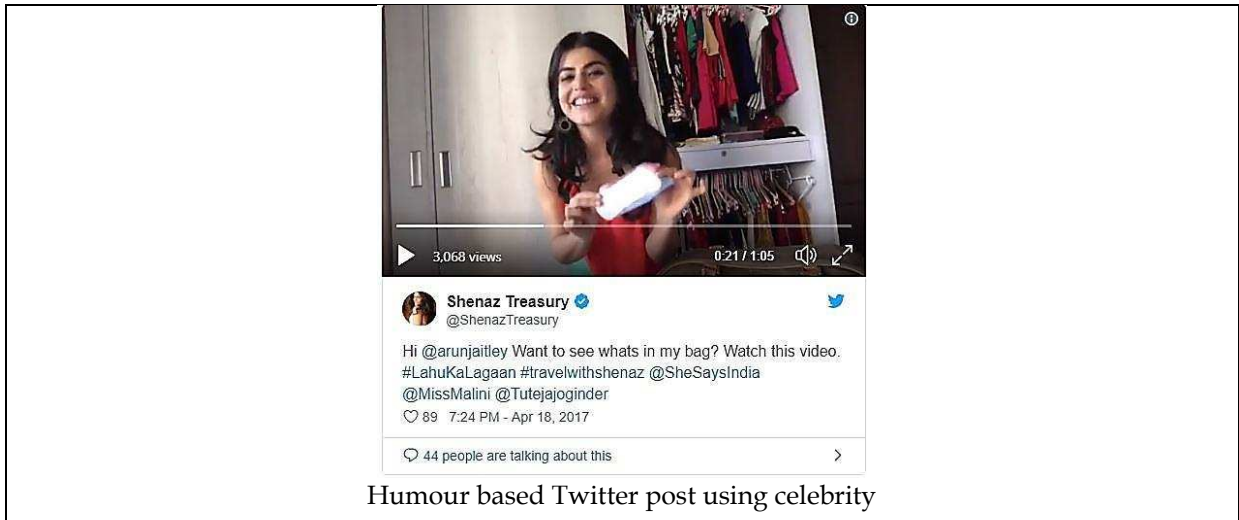 3,068 views
0:21 / 1:05
Shenaz Treasury
@ShenazTreasury
Hi @arunjaitley Want to see whats in my bag? Watch this video.
#LahuKaLagaan #travelwithshenaz @SheSaysIndia
@MissMalini @Tutejajoginder
89 7:24 PM - Apr 18, 2017
44 people are talking about this
Humour based Twitter post using celebrity